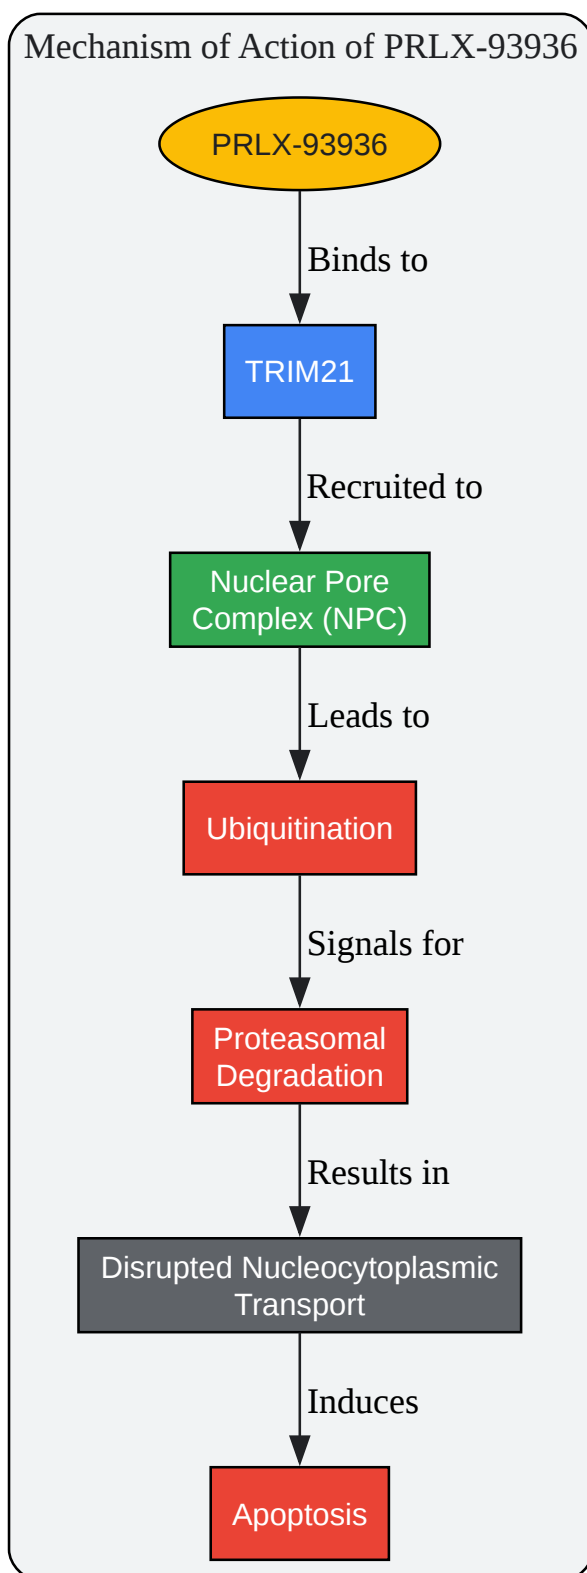 Mechanism of Action of PRLX-93936
PRLX-93936
Binds to
TRIM21
Recruited to
Nuclear Pore
Complex (NPC)
Leads to
Ubiquitination
Signals for
Proteasomal
Degradation
Results in
Disrupted Nucleocytoplasmic
Transport
Induces
Apoptosis